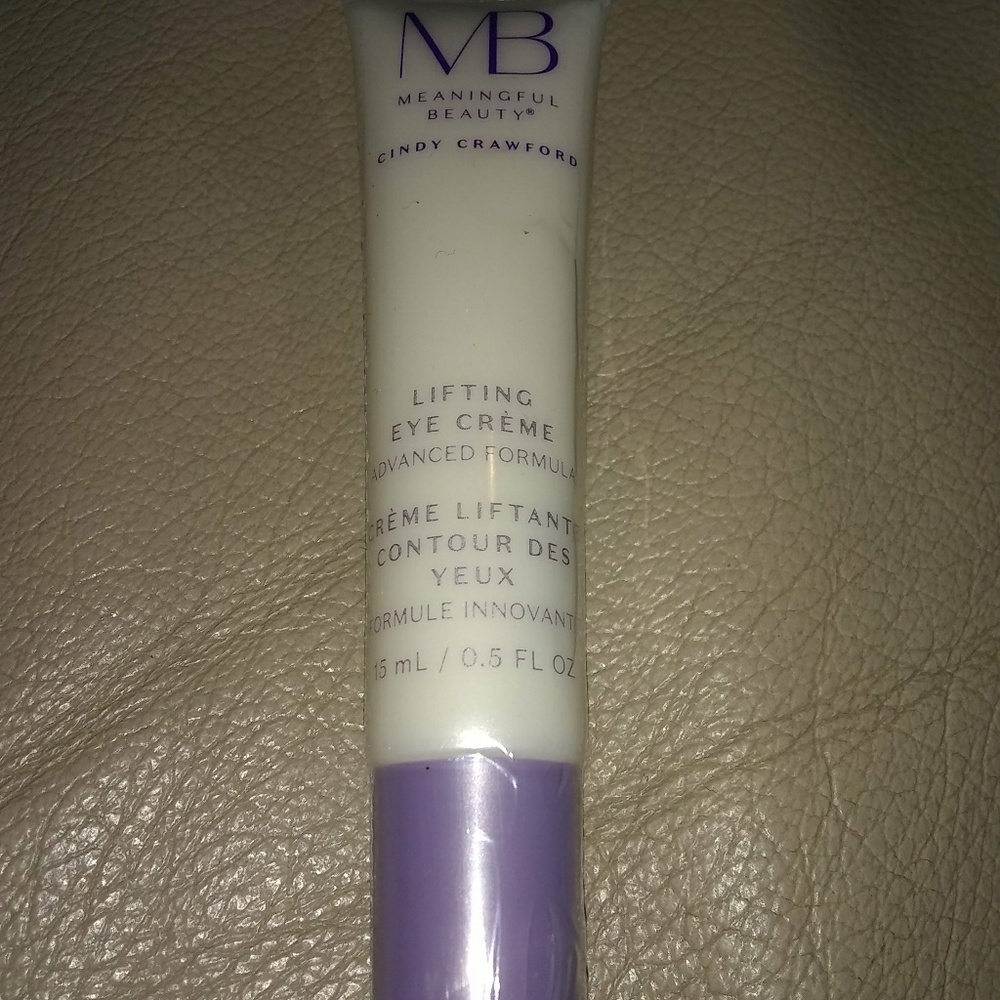 MB
MEANINGFUL
BEAUTY®
CINDY CRAWFORD
LIFTING
EYE CRÈME
ADVANCED FORMULA
CRÈME LIFTANTE
CONTOUR DES
YEUX
FORMULE INNOVANT
15 mL / 0.5 FL OZ